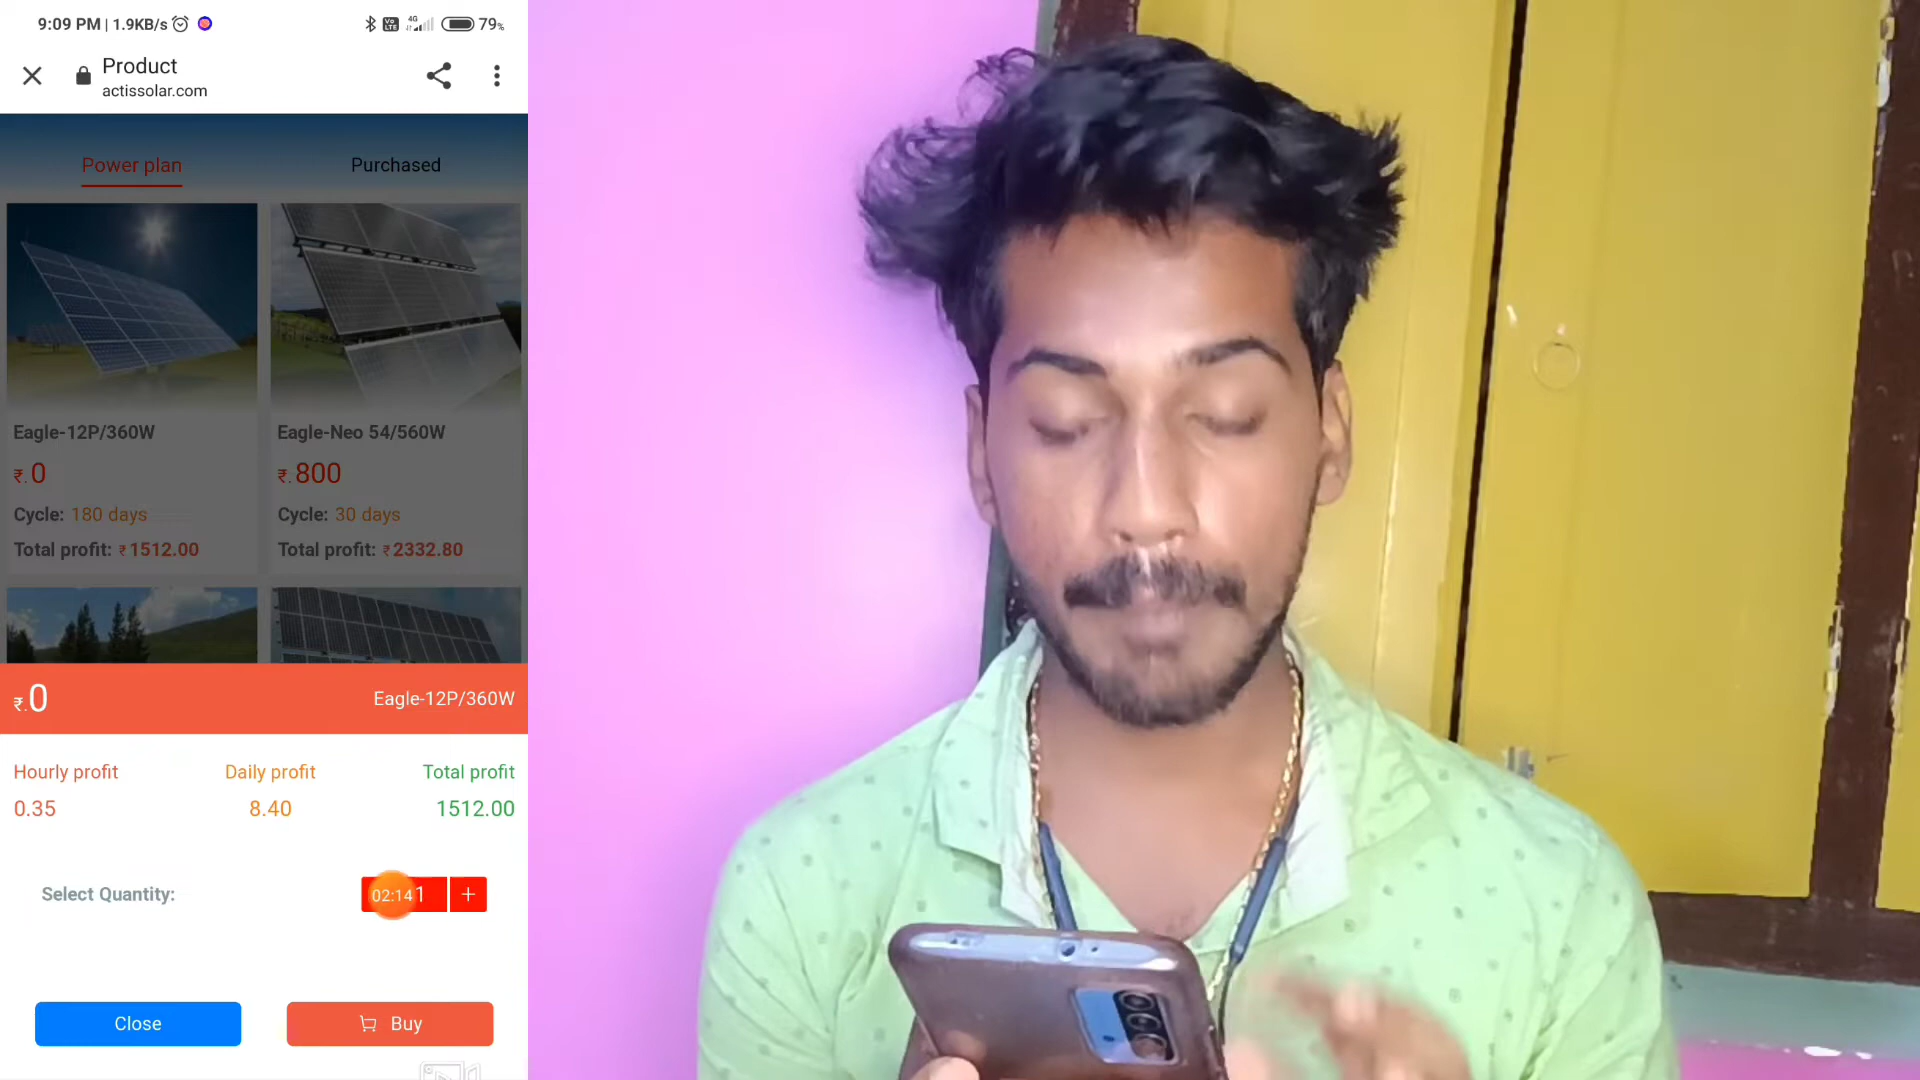 9:09 PM | 1.9KB/s
Vo LTE 4G 79%
Product
actissolar.com
Power plan
Purchased
Eagle-12P/360W
₹.0
Cycle: 180 days
Total profit: ₹1512.00
Eagle-Neo 54/560W
₹.800
Cycle: 30 days
Total profit: ₹2332.80
₹.0
Eagle-12P/360W
Hourly profit
Daily profit
Total profit
0.35
8.40
1512.00
Select Quantity:
02:14
1
+
Close
Buy